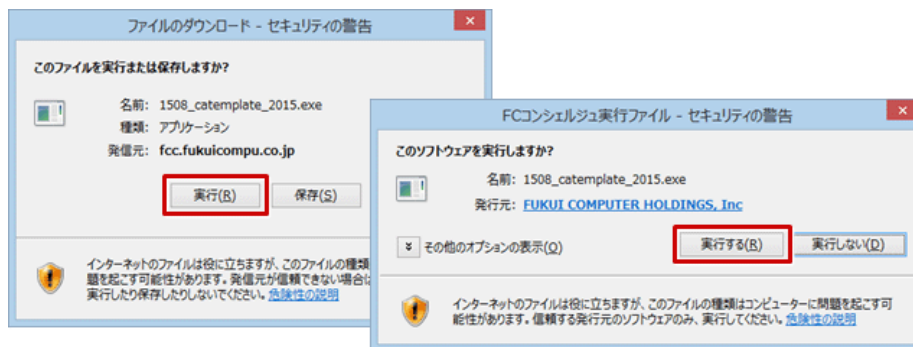 ファイルのダウンロード - セキュリティの警告
このファイルを実行または保存しますか?
名前: 1508_catemplate_2015.exe
種類: アプリケーション
発信元: fcc.fukuicompu.co.jp
実行(R) 保存(S)
インターネットのファイルは役に立ちますが、このファイルの種類
題を起こす可能性があります。発信元が信頼できない場合は
実行したり保存したりしないでください。危険性の説明
FCコンシェルジュ実行ファイル - セキュリティの警告
このソフトウェアを実行しますか?
名前: 1508_catemplate_2015.exe
発行元: FUKUI COMPUTER HOLDINGS, Inc
その他のオプションの表示(O) 実行する(R) 実行しない(D)
インターネットのファイルは役に立ちますが、このファイルの種類はコンピューターに問題を起こす可
能性があります。信頼する発行元のソフトウェアのみ、実行してください。危険性の説明